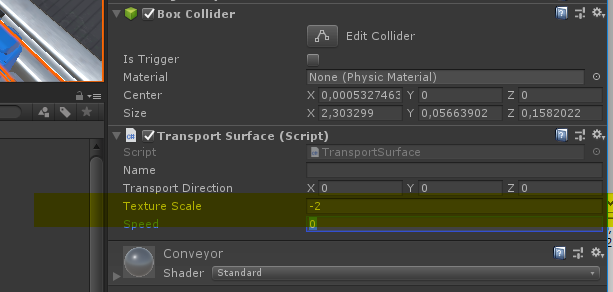 Box Collider
Edit Collider
Is Trigger
Material None (Physic Material)
Center X 0,0005327463 Y 0 Z 0
Size X 2,303299 Y 0,05663902 Z 0,1582022
Transport Surface (Script)
Script TransportSurface
Name
Transport Direction X 0 Y 0 Z 0
Texture Scale -2
Speed 0
Conveyor
Shader Standard